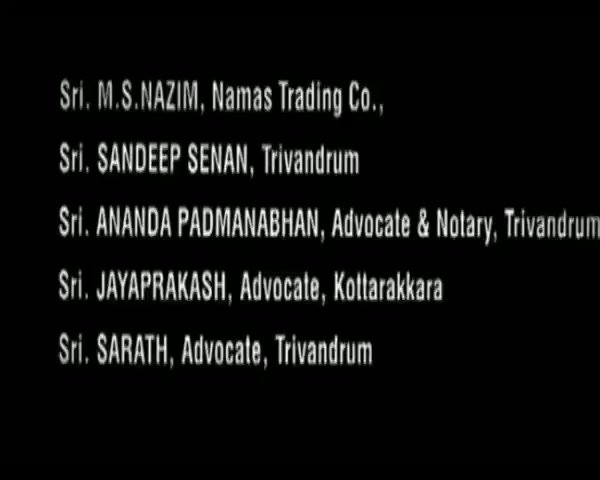 Sri. M.S.NAZIM, Namas Trading Co.,
Sri. SANDEEP SENAN, Trivandrum
Sri. ANANDA PADMANABHAN, Advocate & Notary, Trivandrum
Sri. JAYAPRAKASH, Advocate, Kottarakkara
Sri. SARATH, Advocate, Trivandrum